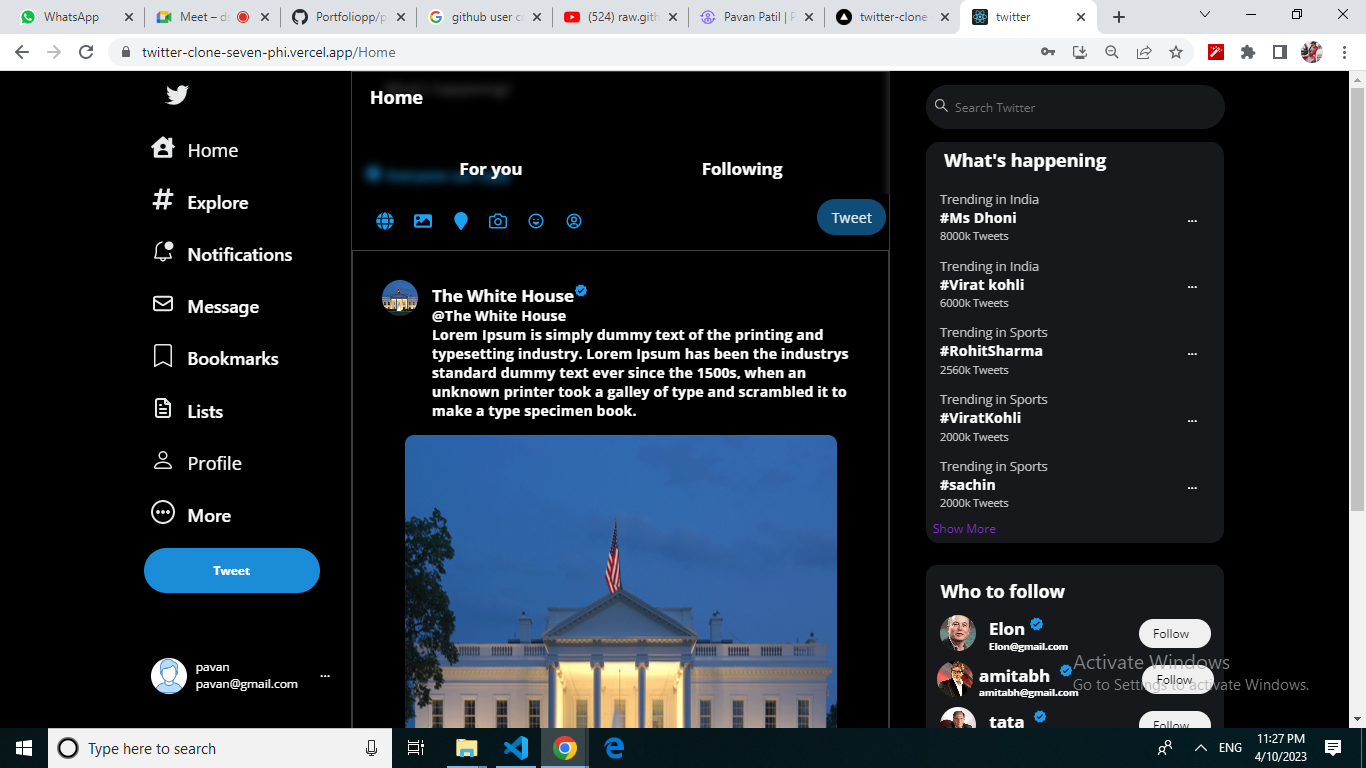 WhatsApp
Meet – d
Portfoliopp/p
github user c
(524) raw.gith
Pavan Patil | P
twitter-clone
twitter
twitter-clone-seven-phi.vercel.app/Home
Home
Explore
Notifications
Message
Bookmarks
Lists
Profile
More
Tweet
pavan
pavan@gmail.com
...
Home
For you
Following
Tweet
The White House
@The White House
Lorem Ipsum is simply dummy text of the printing and
typesetting industry. Lorem Ipsum has been the industrys
standard dummy text ever since the 1500s, when an
unknown printer took a galley of type and scrambled it to
make a type specimen book.
Search Twitter
What's happening
Trending in India
#Ms Dhoni
...
8000k Tweets
Trending in India
#Virat kohli
...
6000k Tweets
Trending in Sports
#RohitSharma
...
2560k Tweets
Trending in Sports
#ViratKohli
...
2000k Tweets
Trending in Sports
#sachin
...
2000k Tweets
Show More
Who to follow
Elon
Elon@gmail.com
Follow
amitabh
amitabh@gmail.com
Follow
tata
Follow
Activate Windows
Go to Settings to activate Windows.
Type here to search
ENG
11:27 PM
4/10/2023